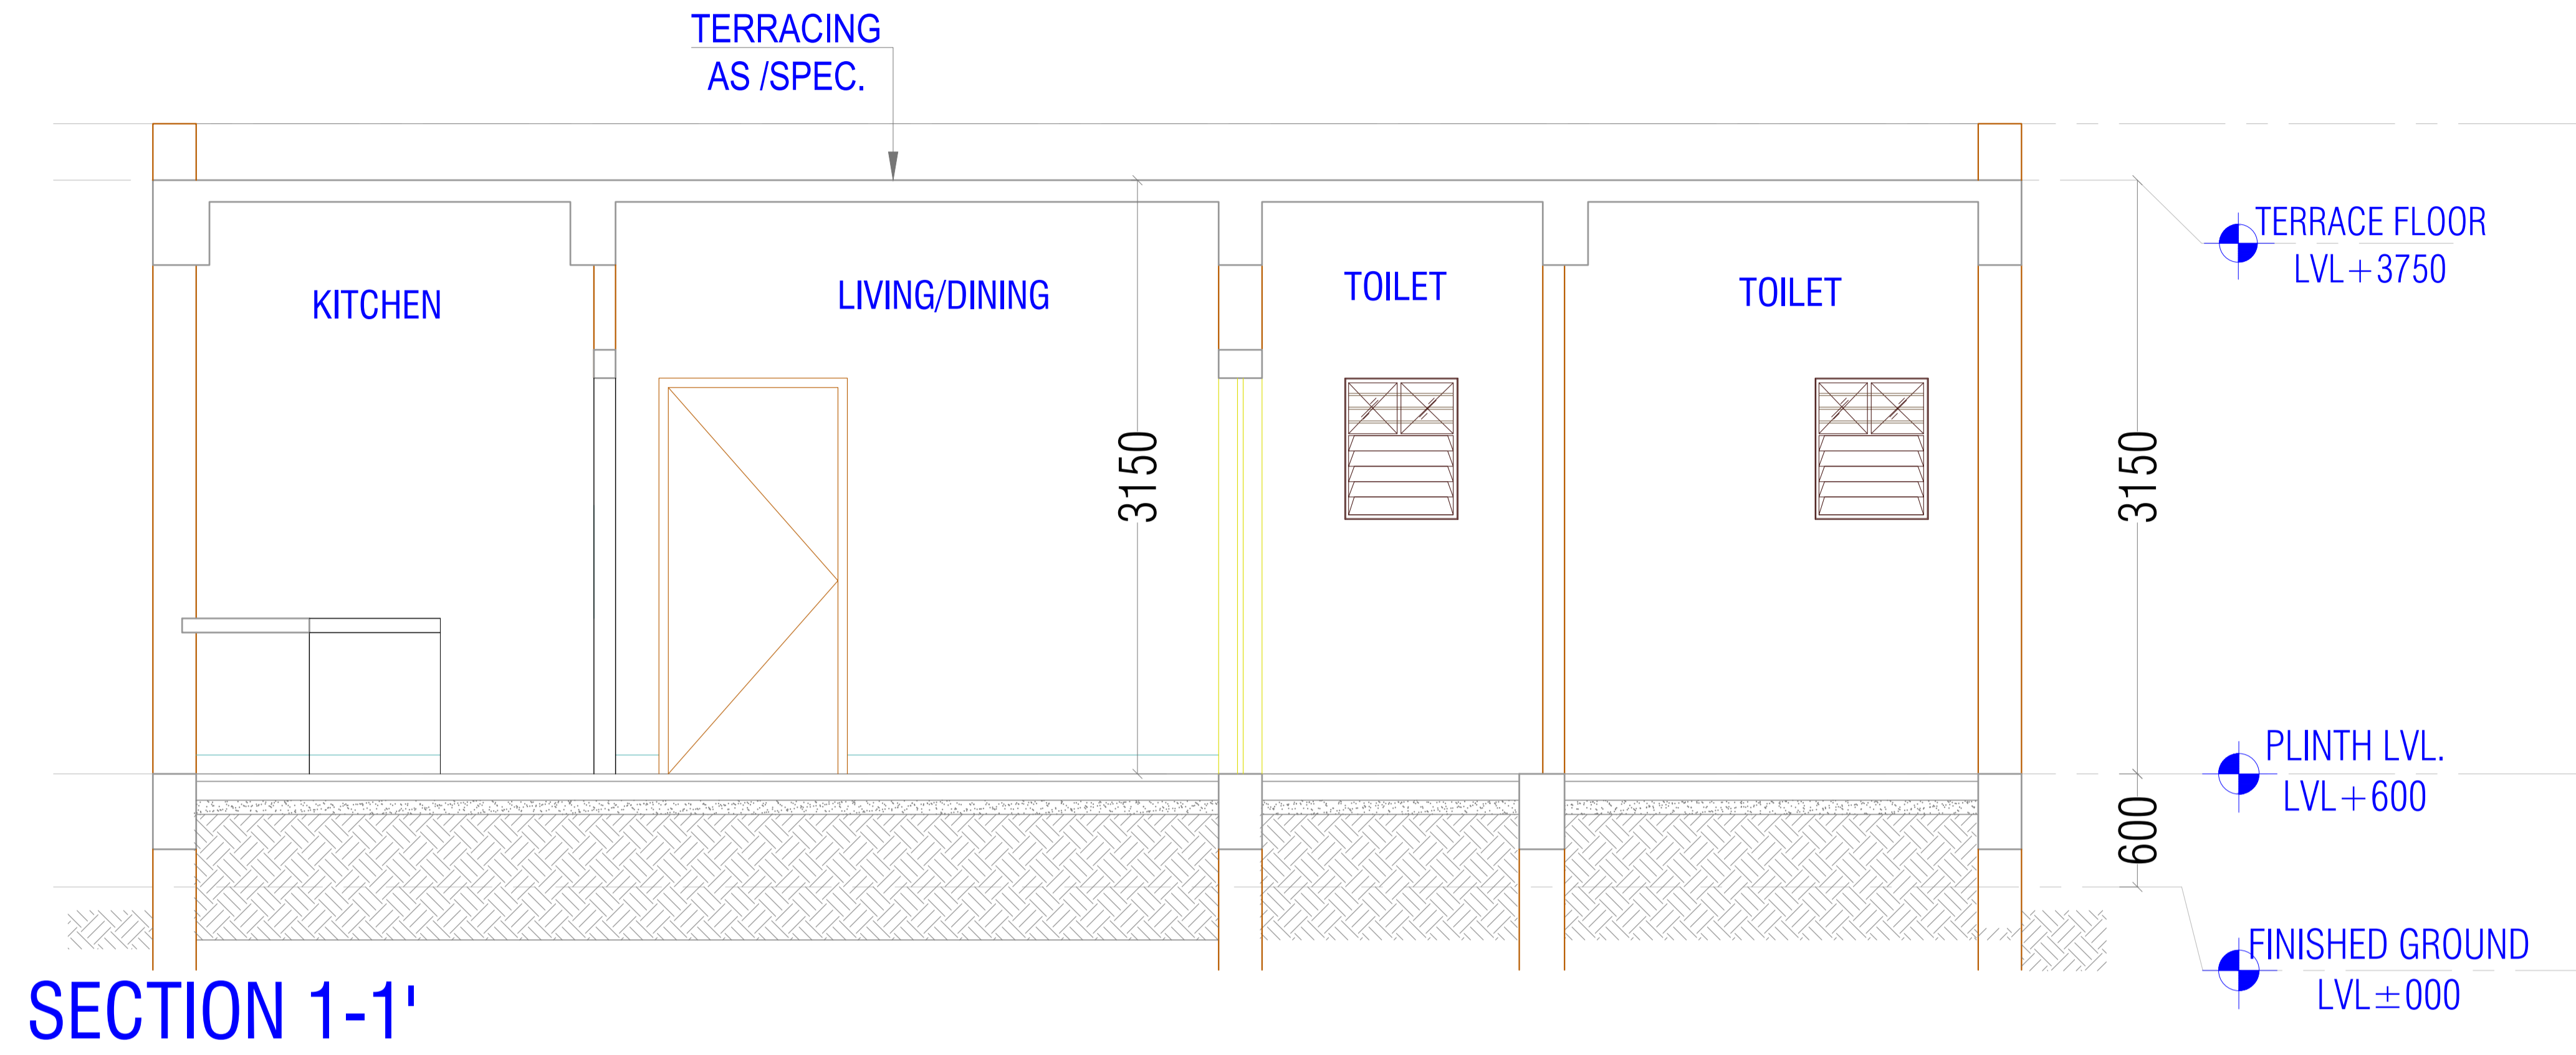 TERRACING
AS /SPEC.
TERRACE FLOOR
LVL+3750
KITCHEN
LIVING/DINING
TOILET
TOILET
3150
3150
PLINTH LVL.
LVL+600
600
FINISHED GROUND
LVL±000
SECTION 1-1'